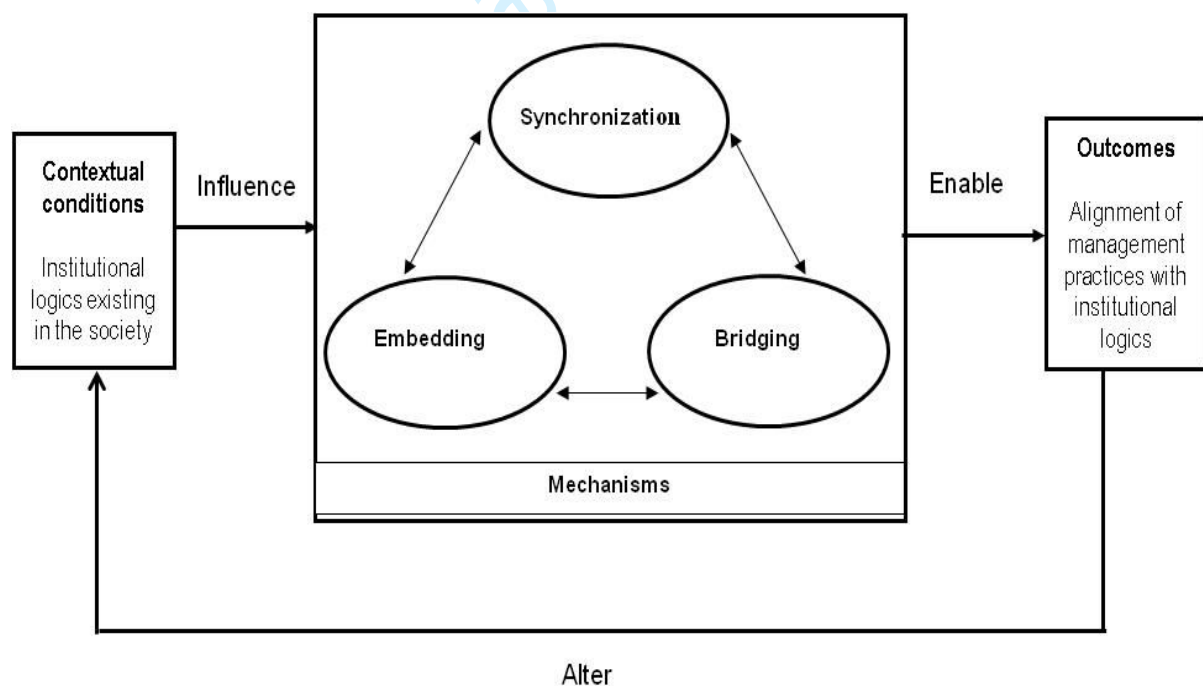 Contextual
conditions
Institutional
logics existing
in the society
Influence
Synchronization
Embedding
Bridging
Mechanisms
Enable
Outcomes
Alignment of
management
practices with
institutional
logics
Alter